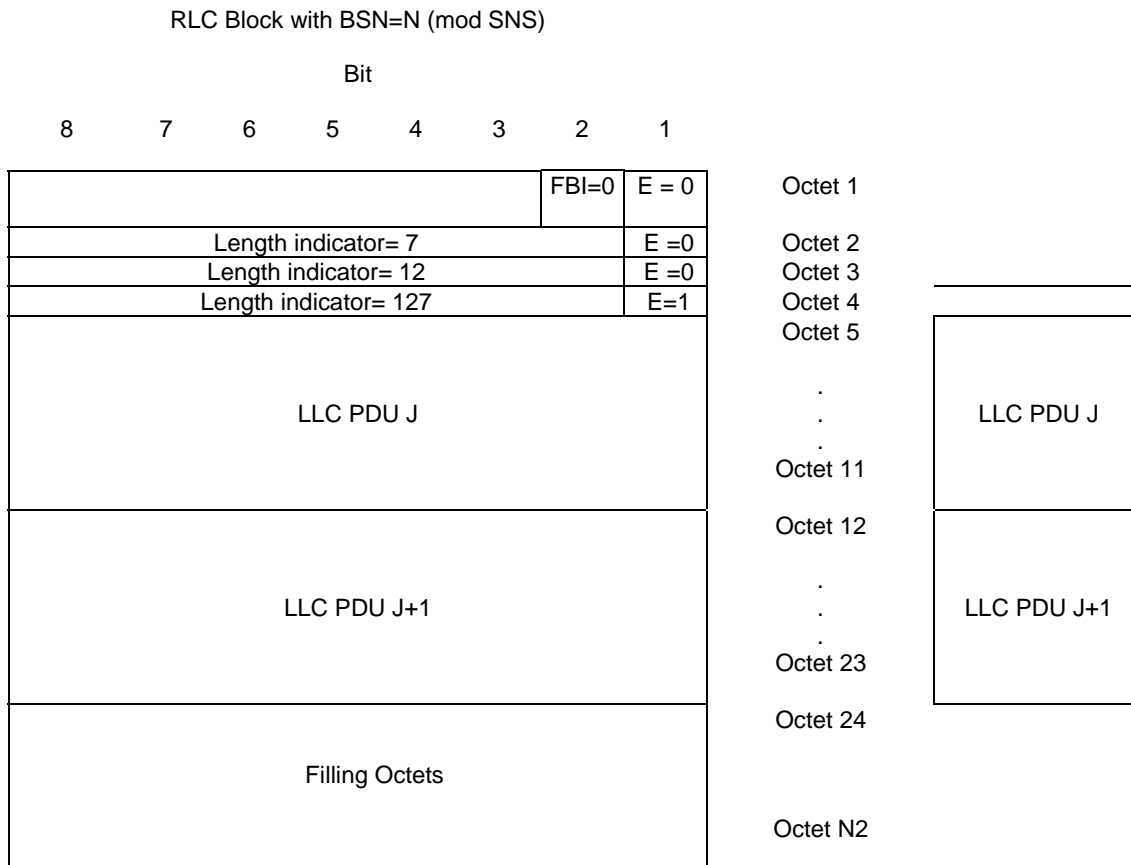 RLC Block with BSN=N (mod SNS)
Bit
8 7 6 5 4 3 2 1
FBI=0 E = 0 Octet 1
Length indicator= 7 E =0 Octet 2
Length indicator= 12 E =0 Octet 3
Length indicator= 127 E=1 Octet 4
Octet 5
.
LLC PDU J . LLC PDU J
.
Octet 11
Octet 12
.
LLC PDU J+1 . LLC PDU J+1
.
Octet 23
Octet 24
Filling Octets
Octet N2